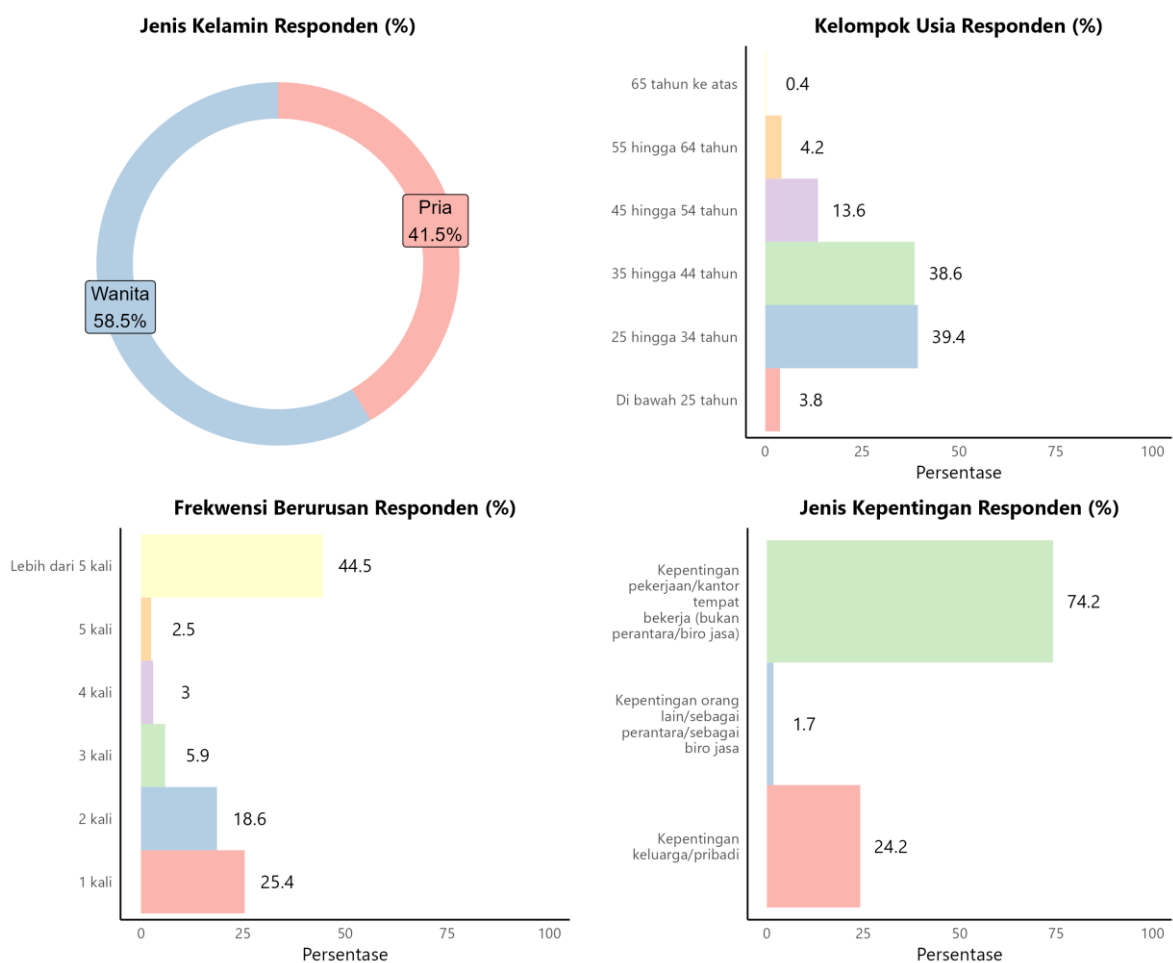 Jenis Kelamin Responden (%)
Pria
41.5%
Wanita
58.5%
Kelompok Usia Responden (%)
65 tahun ke atas
0.4
55 hingga 64 tahun
4.2
45 hingga 54 tahun
13.6
35 hingga 44 tahun
38.6
25 hingga 34 tahun
39.4
Di bawah 25 tahun
3.8
0 25 50 75 100
Persentase
Frekwensi Berurusan Responden (%)
Lebih dari 5 kali
44.5
5 kali
2.5
4 kali
3
3 kali
5.9
2 kali
18.6
1 kali
25.4
0 25 50 75 100
Persentase
Jenis Kepentingan Responden (%)
Kepentingan
pekerjaan/kantor
tempat
bekerja (bukan
perantara/biro jasa)
74.2
Kepentingan orang
lain/sebagai
perantara/sebagai
biro jasa
1.7
Kepentingan
keluarga/pribadi
24.2
0 25 50 75 100
Persentase